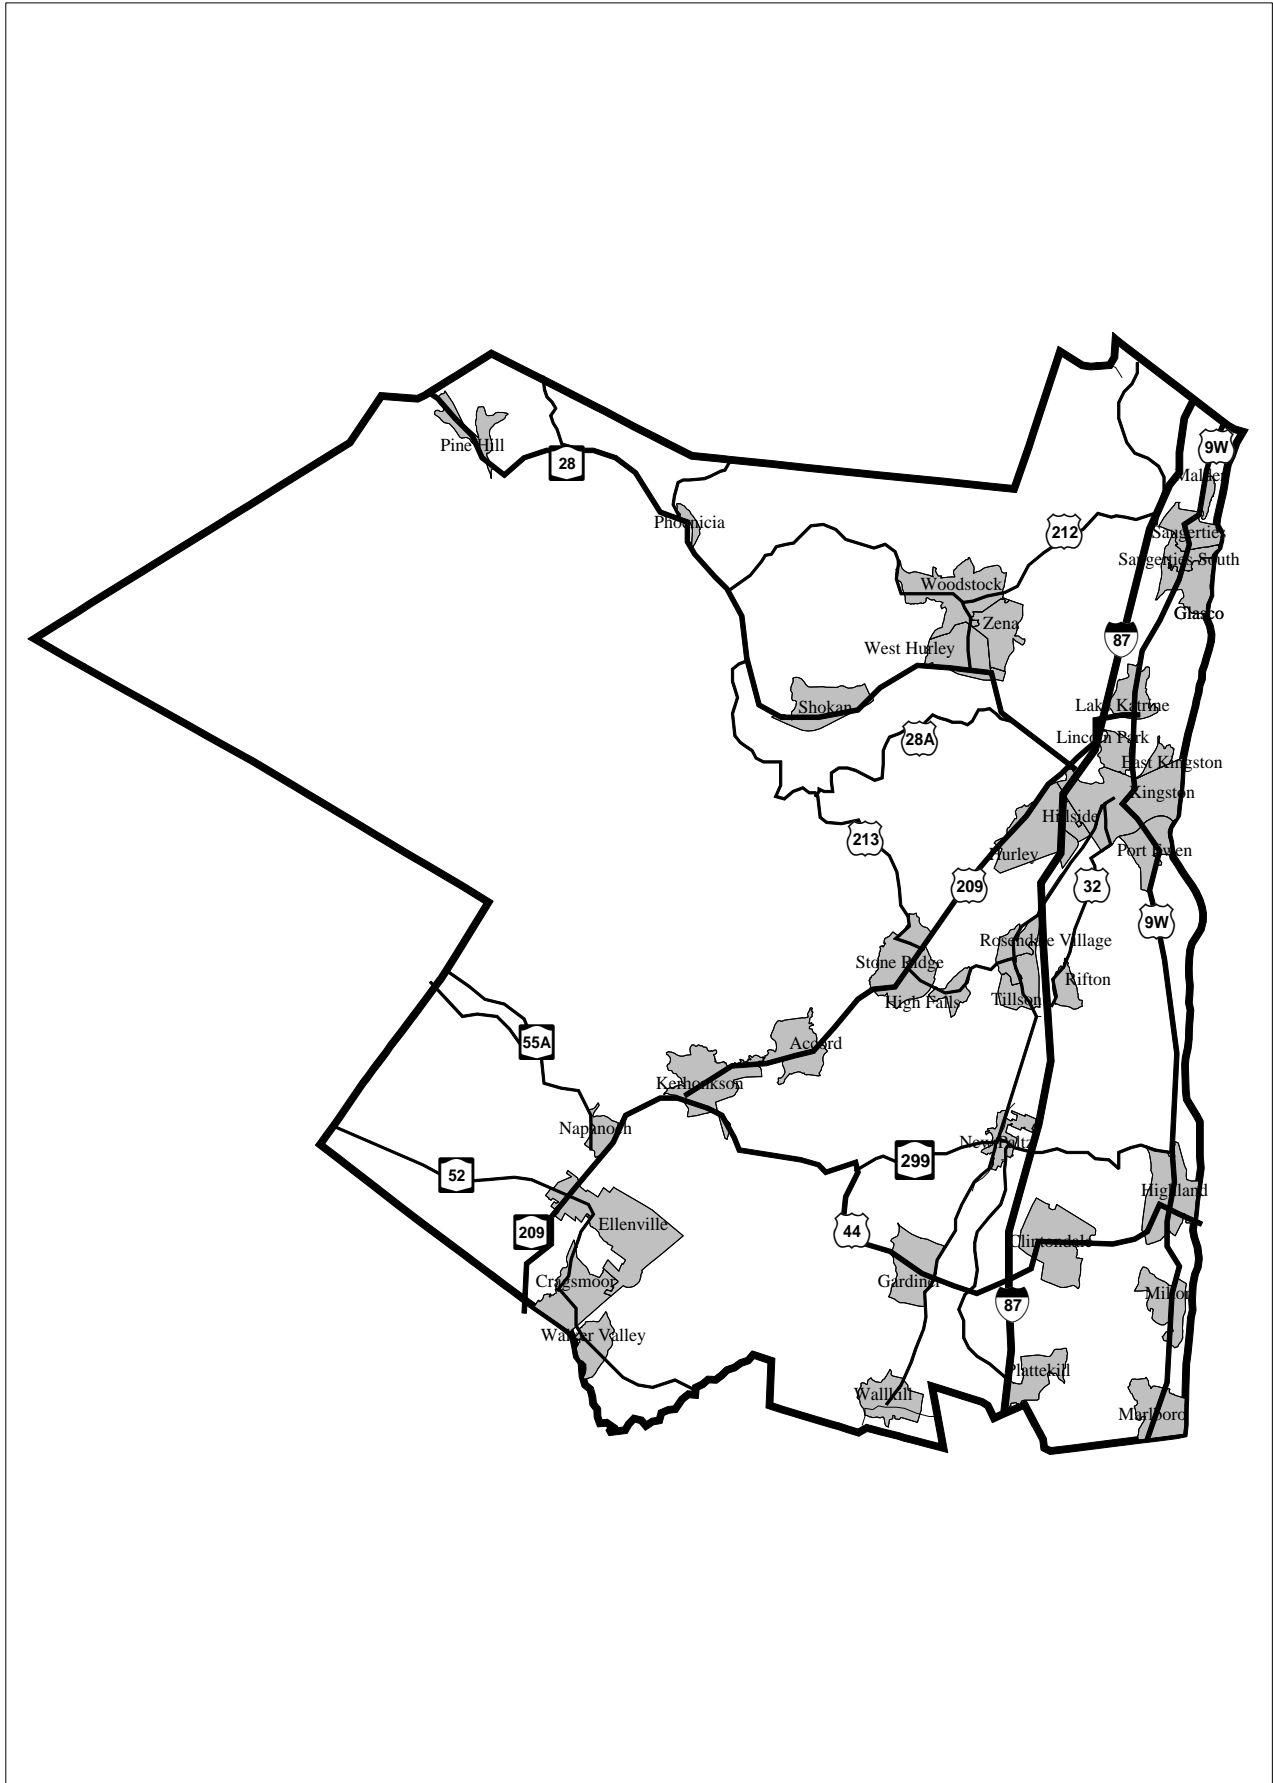 9W
Pine Hill
28
Malden
Phoenicia
212
Saugerties
Saugerties South
Woodstock
Glasco
Zena
87
West Hurley
Lake Katrine
Shokan
Lincoln Park
28A
East Kingston
Kingston
Hillside
213
Port Ewen
Hurley
209
32
9W
Rosendale Village
Stone Ridge
Rifton
High Falls
Tillson
55A
Accord
Kerhonkson
Napanoch
New Paltz
299
52
Highland
Ellenville
209
44
Clintondale
Cragsmoor
Gardiner
Milton
87
Walker Valley
Plattekill
Wallkill
Marlboro